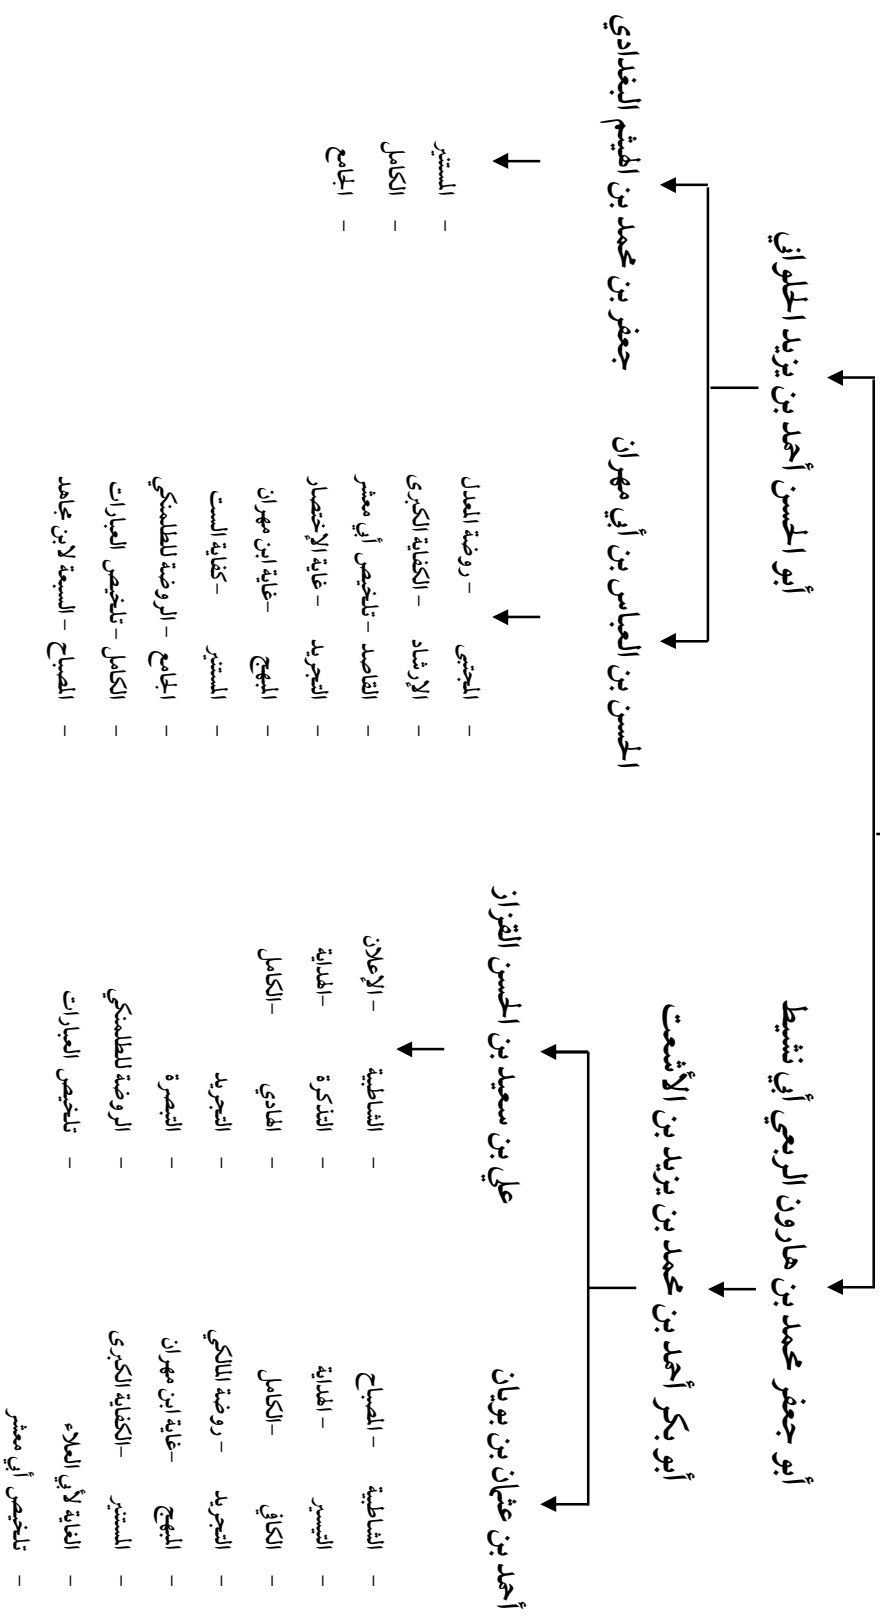 أبو جعفر محمد بن هارون الربعي أبي نشيط
أبو الحسن أحمد بن يزيد الحلواني
أبو بكر أحمد بن محمد بن يزيد بن الأشعث
الحسن بن العباس بن أبي مهران
جعفر بن محمد بن الهيثم البغدادي
أحمد بن عثمان بن بويان
علي بن سعيد بن الحسن القزاز
- الشاطبية - المصباح
- التيسير - الهداية
- الكافي -الكامل
- التجريد - روضة المالكي
- المبهج -غاية ابن مهران
- المستنير -الكفاية الكبرى
- الغاية لأبي العلاء
- تلخيص أبي معشر
- الشاطبية - الإعلان
- التذكرة -الهداية
- الهادي -الكامل
- التجريد
- التبصرة
- الروضة للطلمنكي
- تلخيص العبارات
- المجتبى - روضة المعدل
- الإرشاد - الكفاية الكبرى
- القاصد - تلخيص أبي معشر
- التجريد - غاية الإختصار
- المبهج -غاية ابن مهران
- المستنير -كفاية الست
- الجامع - الروضة للطلمنكي
- الكامل - تلخيص العبارات
- المصباح - السبعة لابن مجاهد
- المستنير
- الكامل
- الجامع